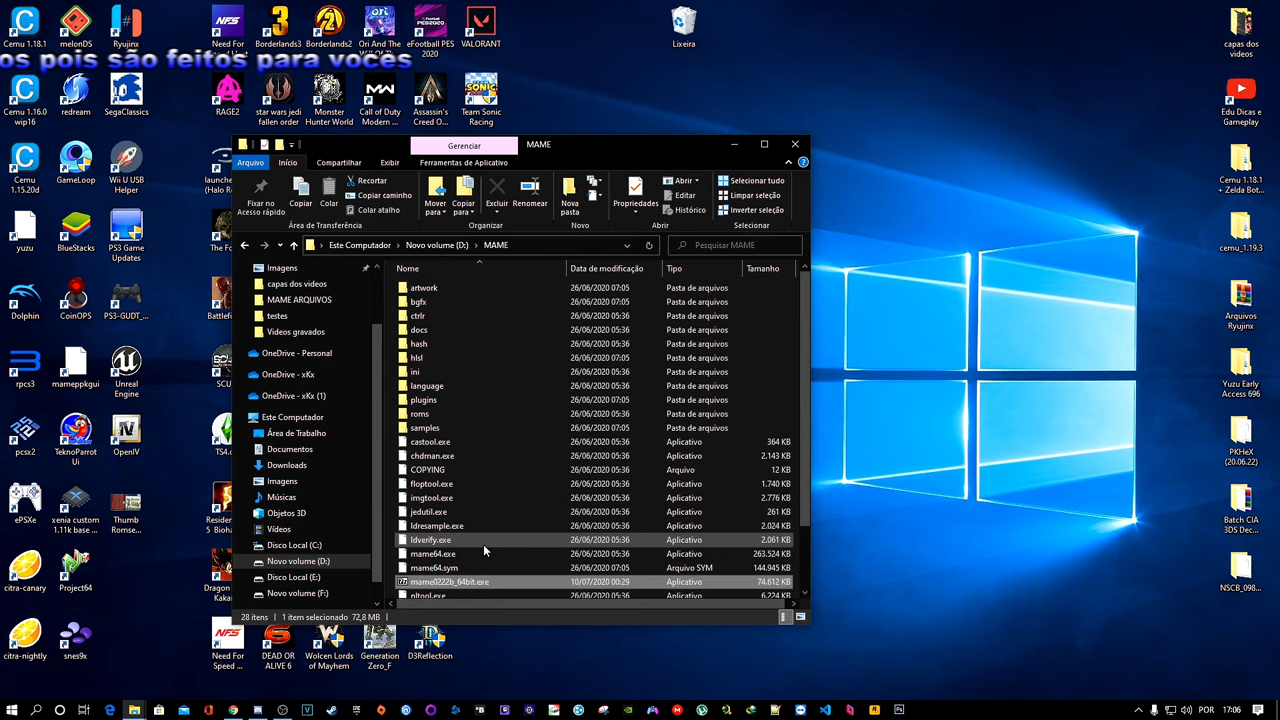 Cemu 1.18.1
melonDS
Ryujinx
Need For Speed ...
Borderlands3
Borderlands2
Ori And The
eFootball PES 2020
VALORANT
Lixeira
capas dos videos
os pois são feitos para voces
Cemu 1.16.0 wip16
redream
SegaClassics
RAGE2
star wars jedi fallen order
Monster Hunter World
Call of Duty Modern ...
Assassin's Creed O...
Team Sonic Racing
Edu Dicas e Gameplay
Cemu 1.15.20d
GameLoop
Wii U USB Helper
Cemu 1.18.1 + Zelda Bot...
yuzu
BlueStacks
PS3 Game Updates
cemu_1.19.3
Dolphin
CoinOPS
PS3-GUDT_...
Arquivos Ryujinx
rpcs3
mameppkgui
Unreal Engine
Yuzu Early Access 696
pcsx2
TeknoParrot Ui
OpenIV
PKHeX (20.06.22)
ePSXe
xenia custom 1.11k base ...
Thumb Romse...
Batch CIA 3DS Dec...
citra-canary
Project64
NSCB_098...
citra-nightly
snes9x
Need For Speed ...
DEAD OR ALIVE 6
Wolcen Lords of Mayhem
Generation Zero_F
D3Reflection
Gerenciar
MAME
Arquivo
Início
Compartilhar
Exibir
Ferramentas de Aplicativo
Fixar no Acesso rápido
Copiar
Colar
Recortar
Copiar caminho
Colar atalho
Área de Transferência
Mover para
Copiar para
Excluir
Renomear
Organizar
Nova pasta
Novo
Propriedades
Abrir
Editar
Histórico
Abrir
Selecionar tudo
Limpar seleção
Inverter seleção
Selecionar
Este Computador > Novo volume (D:) > MAME
Pesquisar MAME
Imagens
capas dos videos
MAME ARQUIVOS
testes
Videos gravados
OneDrive - Personal
OneDrive - xKx
OneDrive - xKx (1)
Este Computador
Área de Trabalho
Documentos
Downloads
Imagens
Músicas
Objetos 3D
Vídeos
Disco Local (C:)
Novo volume (D:)
Disco Local (E:)
Novo volume (F:)
Nome Data de modificação Tipo Tamanho
artwork 26/06/2020 07:05 Pasta de arquivos
bgfx 26/06/2020 07:05 Pasta de arquivos
ctrlr 26/06/2020 05:36 Pasta de arquivos
docs 26/06/2020 05:36 Pasta de arquivos
hash 26/06/2020 05:36 Pasta de arquivos
hlsl 26/06/2020 07:05 Pasta de arquivos
ini 26/06/2020 05:36 Pasta de arquivos
language 26/06/2020 05:36 Pasta de arquivos
plugins 26/06/2020 07:05 Pasta de arquivos
roms 26/06/2020 05:36 Pasta de arquivos
samples 26/06/2020 07:05 Pasta de arquivos
castool.exe 26/06/2020 05:36 Aplicativo 364 KB
chdman.exe 26/06/2020 05:36 Aplicativo 2.143 KB
COPYING 26/06/2020 05:36 Arquivo 12 KB
floptool.exe 26/06/2020 05:36 Aplicativo 1.740 KB
imgtool.exe 26/06/2020 05:36 Aplicativo 2.776 KB
jedutil.exe 26/06/2020 05:36 Aplicativo 261 KB
ldresample.exe 26/06/2020 05:36 Aplicativo 2.024 KB
ldverify.exe 26/06/2020 05:36 Aplicativo 2.061 KB
mame64.exe 26/06/2020 05:36 Aplicativo 263.524 KB
mame64.sym 26/06/2020 05:36 Arquivo SYM 144.945 KB
mame0222b_64bit.exe 10/07/2020 00:29 Aplicativo 74.612 KB
pltool.exe 26/06/2020 05:36 Aplicativo 6.224 KB
28 itens 1 item selecionado 72,8 MB
POR 17:06